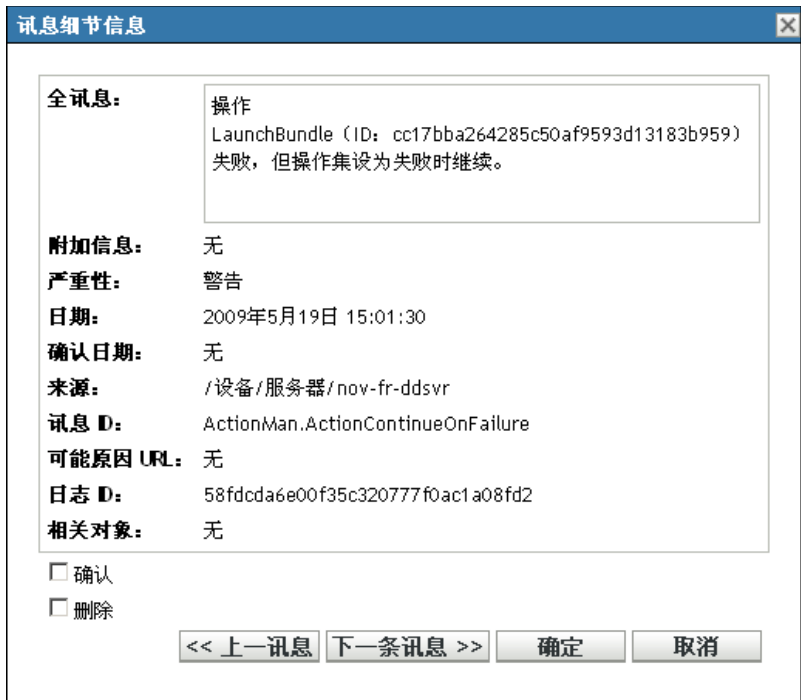 讯息细节信息
全讯息：
操作
LaunchBundle（ID：cc17bba264285c50af9593d13183b959）
失败，但操作集设为失败时继续。
附加信息： 无
严重性： 警告
日期： 2009年5月19日 15:01:30
确认日期： 无
来源： /设备/服务器/nov-fr-ddsvr
讯息 ID： ActionMan.ActionContinueOnFailure
可能原因 URL： 无
日志 ID： 58fdcda6e00f35c320777f0ac1a08fd2
相关对象： 无
确认
删除
<< 上一讯息 下一条讯息 >> 确定 取消